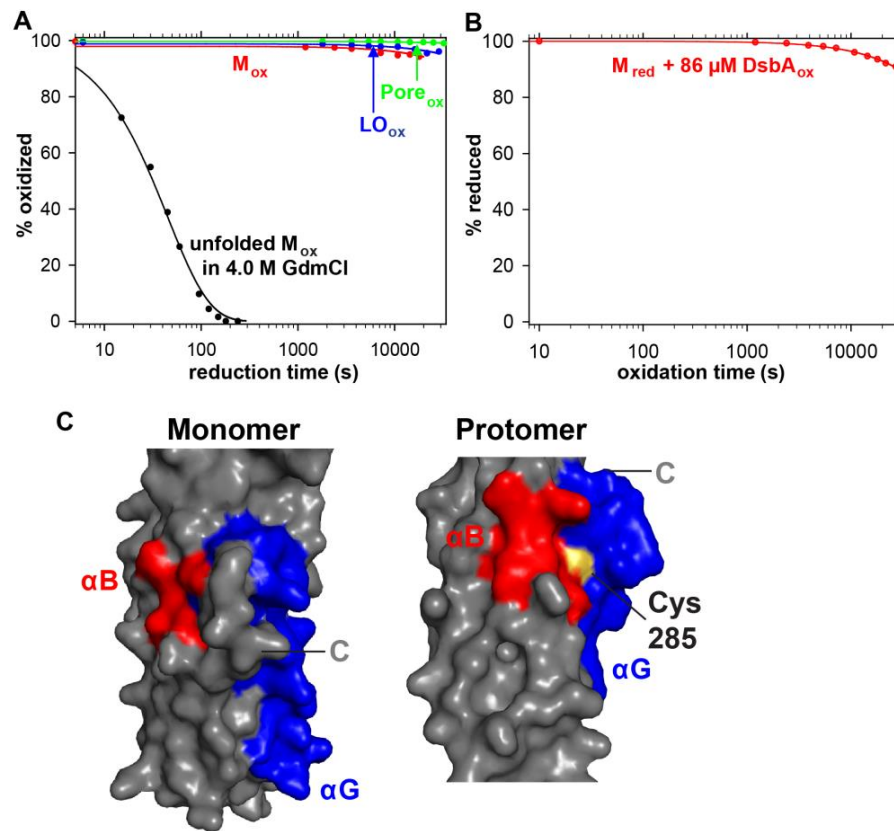 A
% oxidized
100
80
60
40
20
0
M ox
Pore ox
LO ox
unfolded M ox
in 4.0 M GdmCl
10
100
1000
10000
reduction time (s)
B
% reduced
100
80
60
40
20
0
M red + 86 µM DsbA ox
10
100
1000
10000
oxidation time (s)
C
Monomer
αB
C
αG
Protomer
C
αB
Cys
285
αG